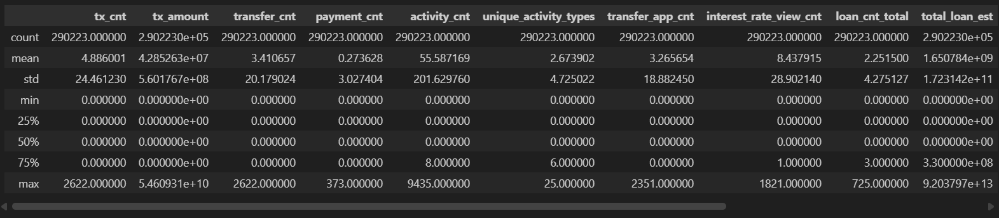 tx_cnt tx_amount transfer_cnt payment_cnt activity_cnt unique_activity_types transfer_app_cnt interest_rate_view_cnt loan_cnt_total total_loan_est
count 290223.000000 2.902230e+05 290223.000000 290223.000000 290223.000000 290223.000000 290223.000000 290223.000000 290223.000000 2.902230e+05
mean 4.886001 4.285263e+07 3.410657 0.273628 55.587169 2.673902 3.265654 8.437915 2.251500 1.650784e+09
std 24.461230 5.601767e+08 20.179024 3.027404 201.629760 4.725022 18.882450 28.902140 4.275127 1.723142e+11
min 0.000000 0.000000e+00 0.000000 0.000000 0.000000 0.000000 0.000000 0.000000 0.000000 0.000000e+00
25% 0.000000 0.000000e+00 0.000000 0.000000 0.000000 0.000000 0.000000 0.000000 0.000000 0.000000e+00
50% 0.000000 0.000000e+00 0.000000 0.000000 0.000000 0.000000 0.000000 0.000000 0.000000 0.000000e+00
75% 0.000000 0.000000e+00 0.000000 0.000000 8.000000 6.000000 0.000000 1.000000 3.000000 3.300000e+08
max 2622.000000 5.460931e+10 2622.000000 373.000000 9435.000000 25.000000 2351.000000 1821.000000 725.000000 9.203797e+13